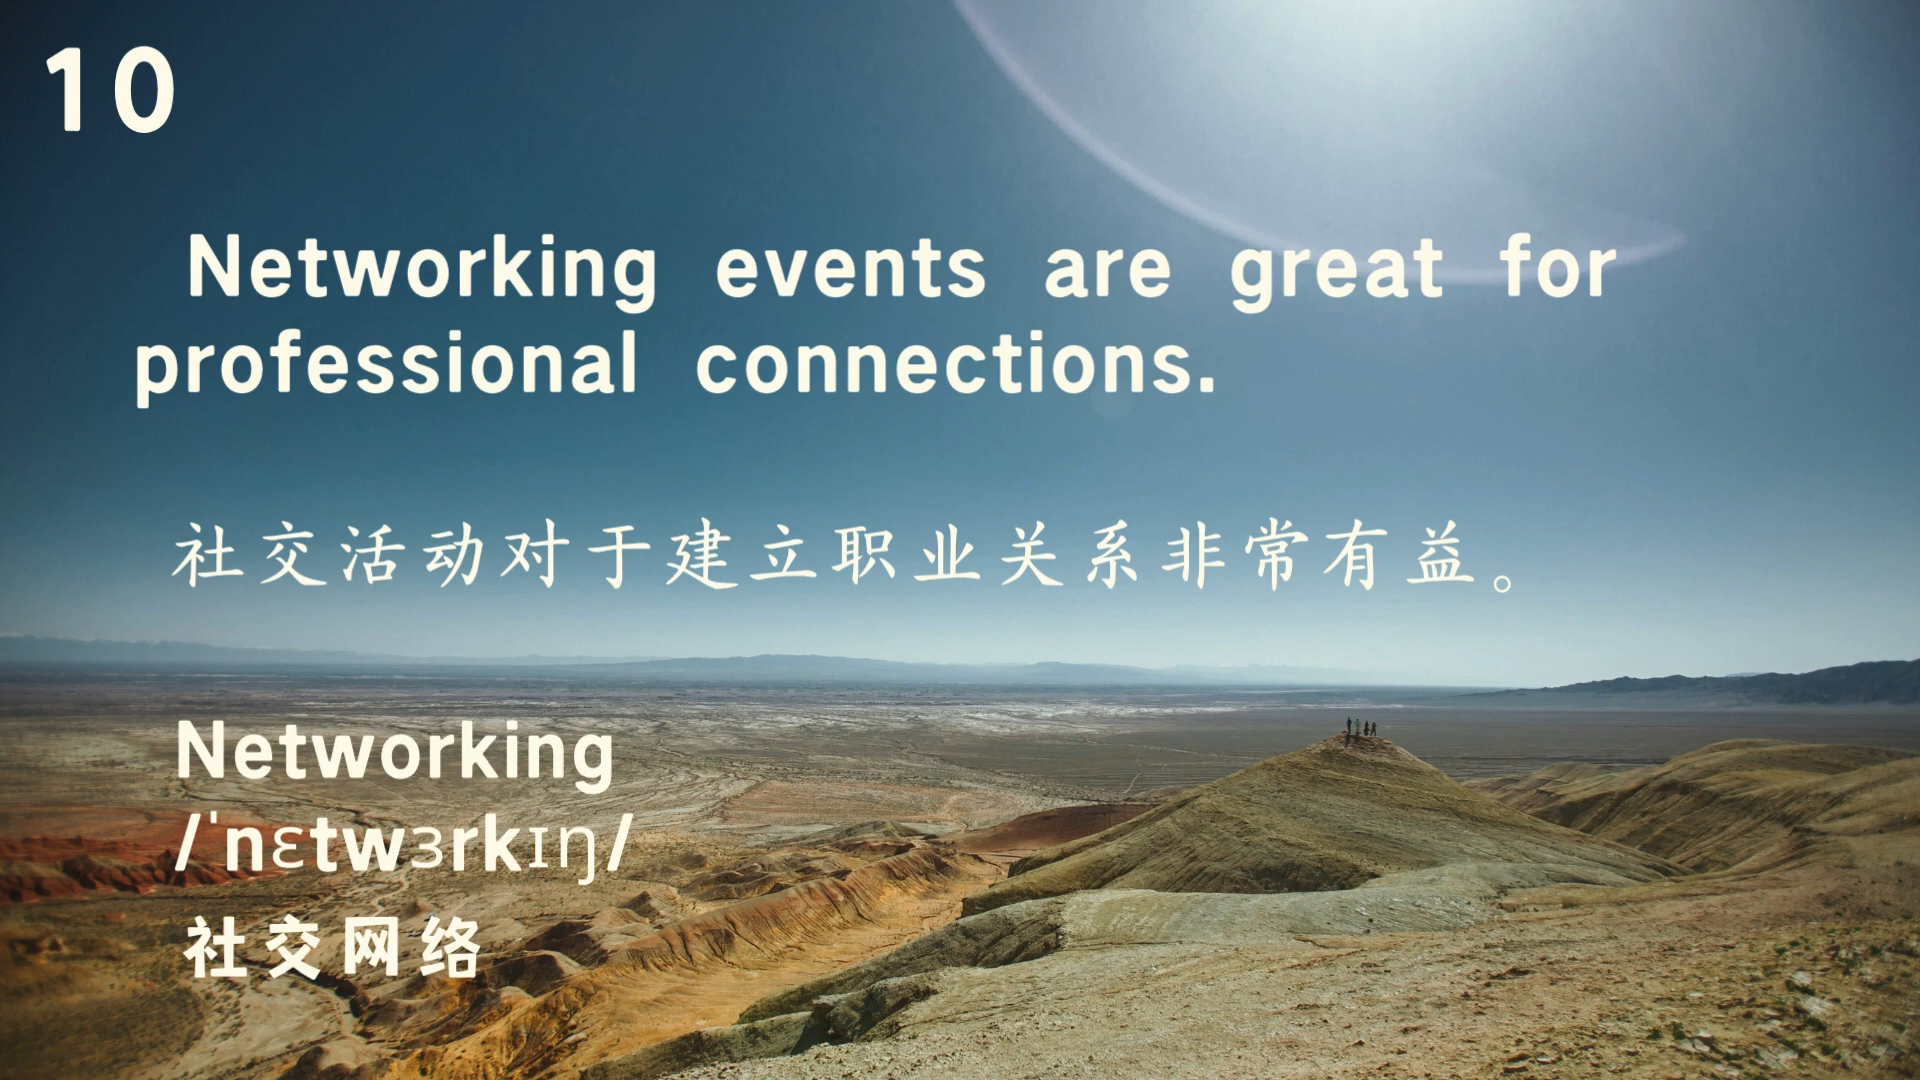 10
Networking events are great for
professional connections.
社交活动对于建立职业关系非常有益。
Networking
/ˈnɛtwɜrkɪŋ/
社交网络